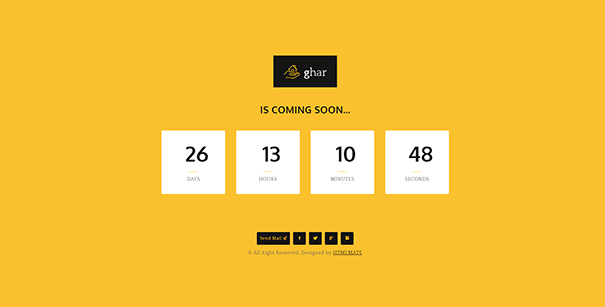 ghar
IS COMING SOON...
26 13 10 48
DAYS HOURS MINUTES SECONDS
Send Mail
© All Right Reserved. Designed by HTMLMATE